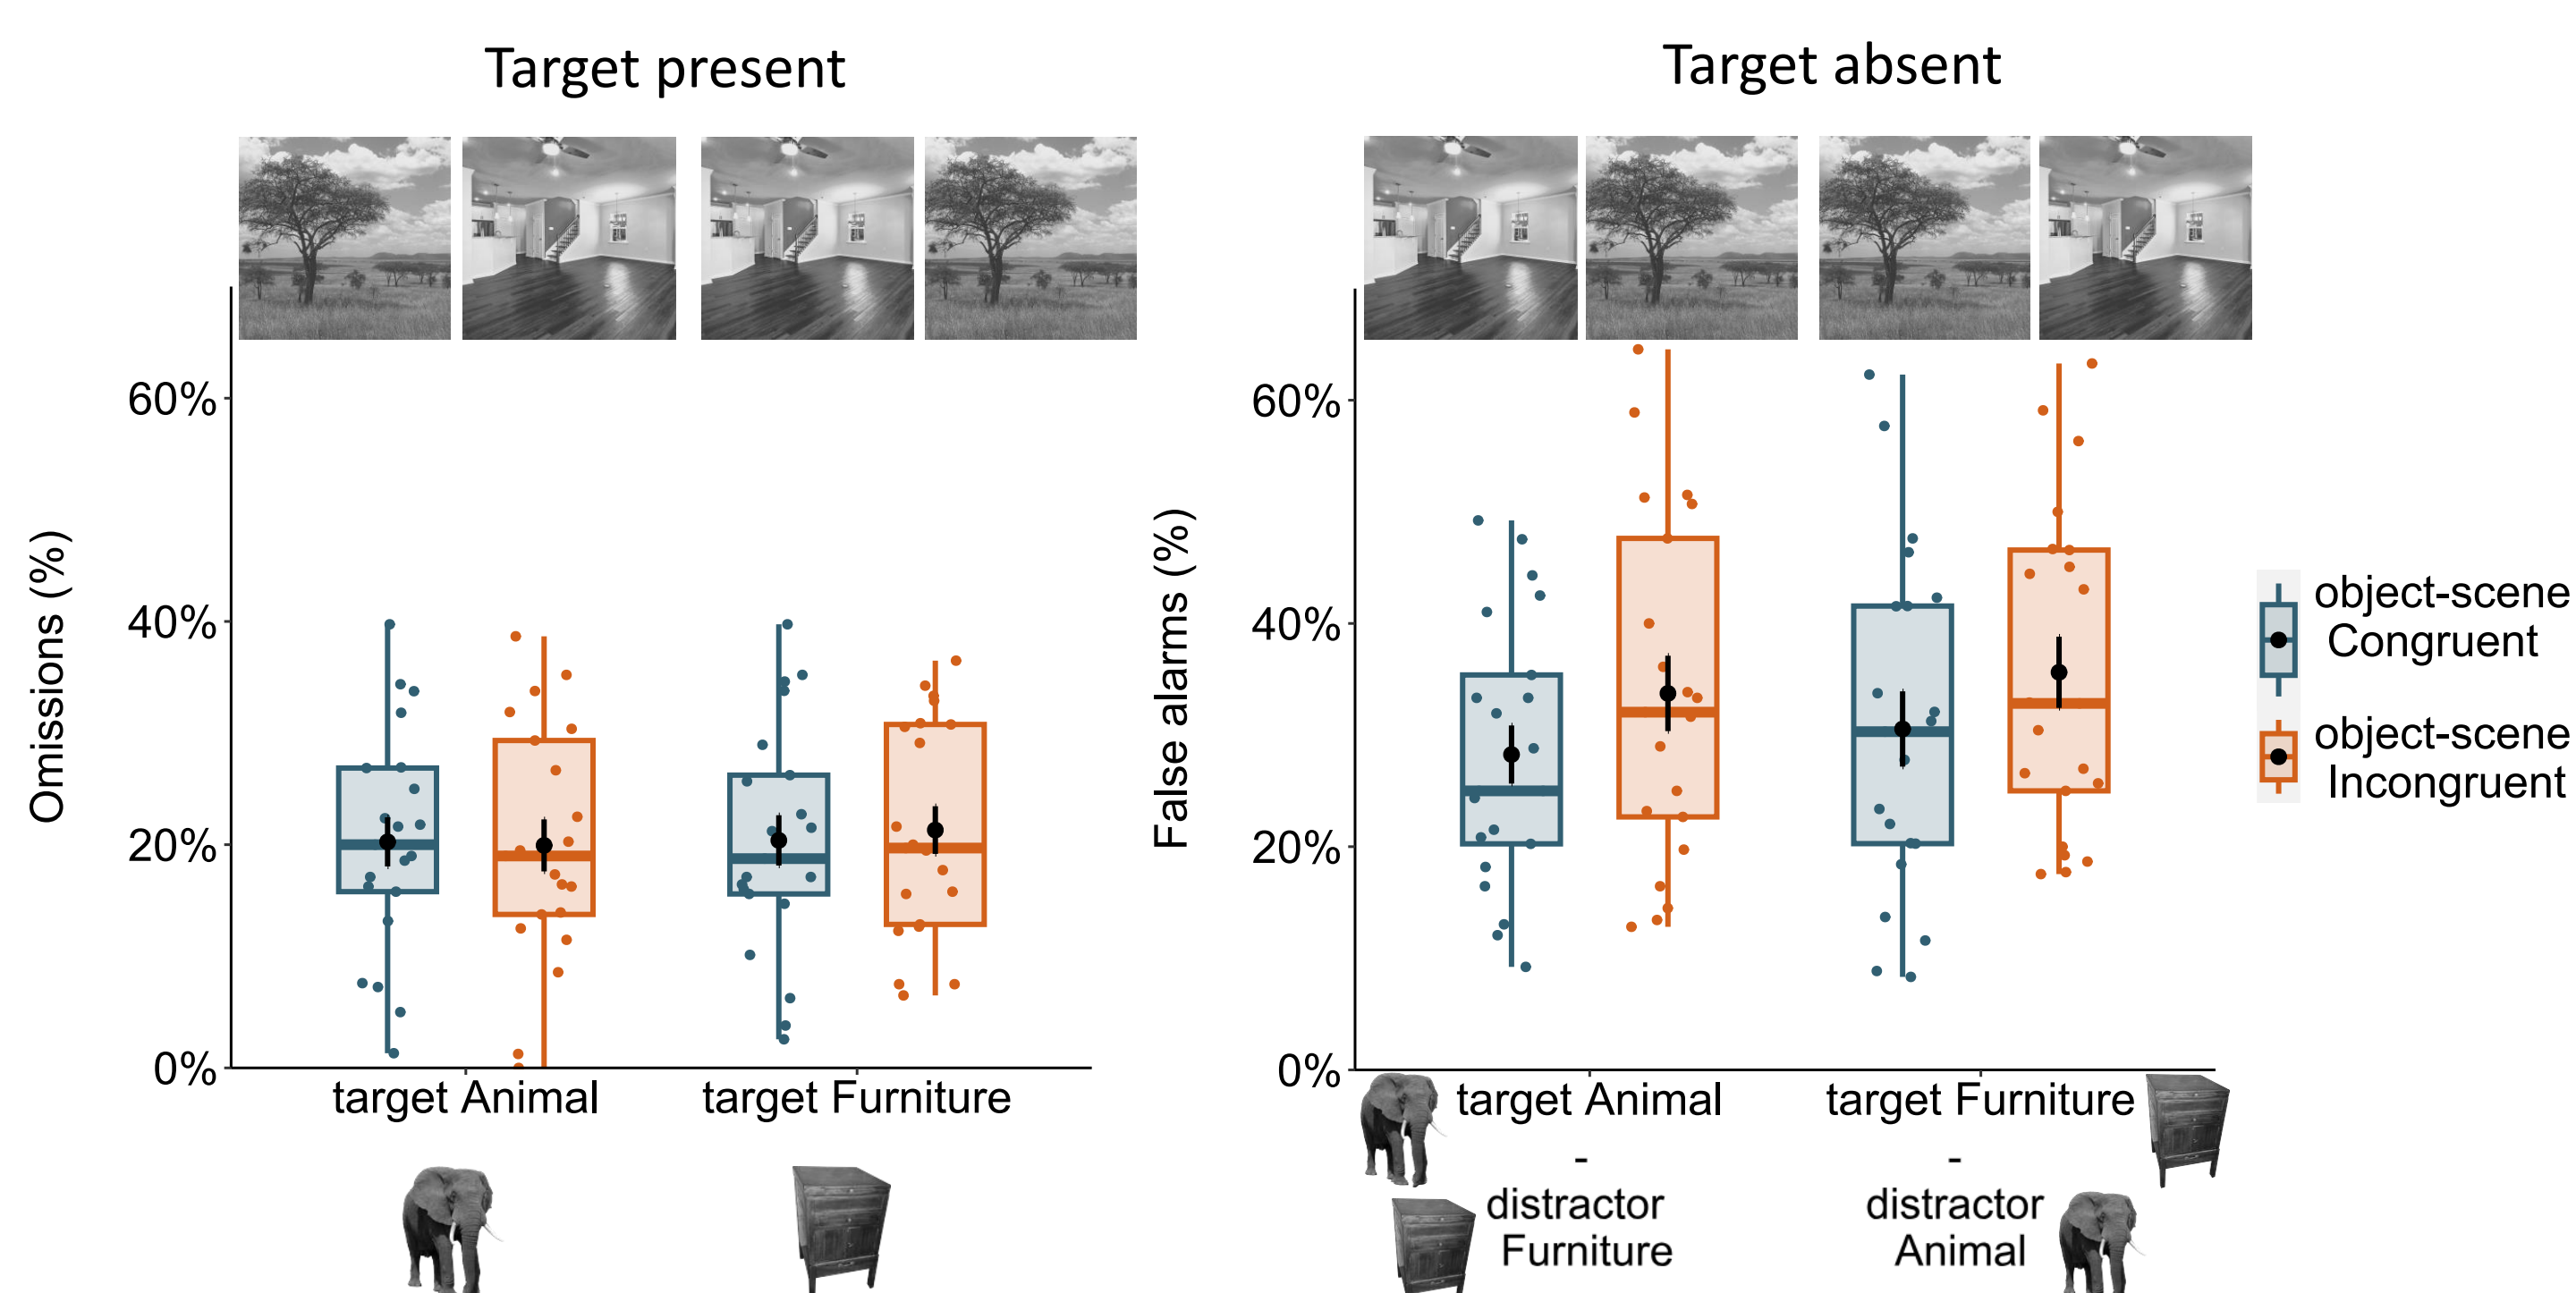 Target present
Target absent
Omissions (%)
60%
40%
20%
0%
target Animal
target Furniture
False alarms (%)
60%
40%
20%
0%
target Animal
-
distractor
Furniture
target Furniture
-
distractor
Animal
object-scene
Congruent
object-scene
Incongruent